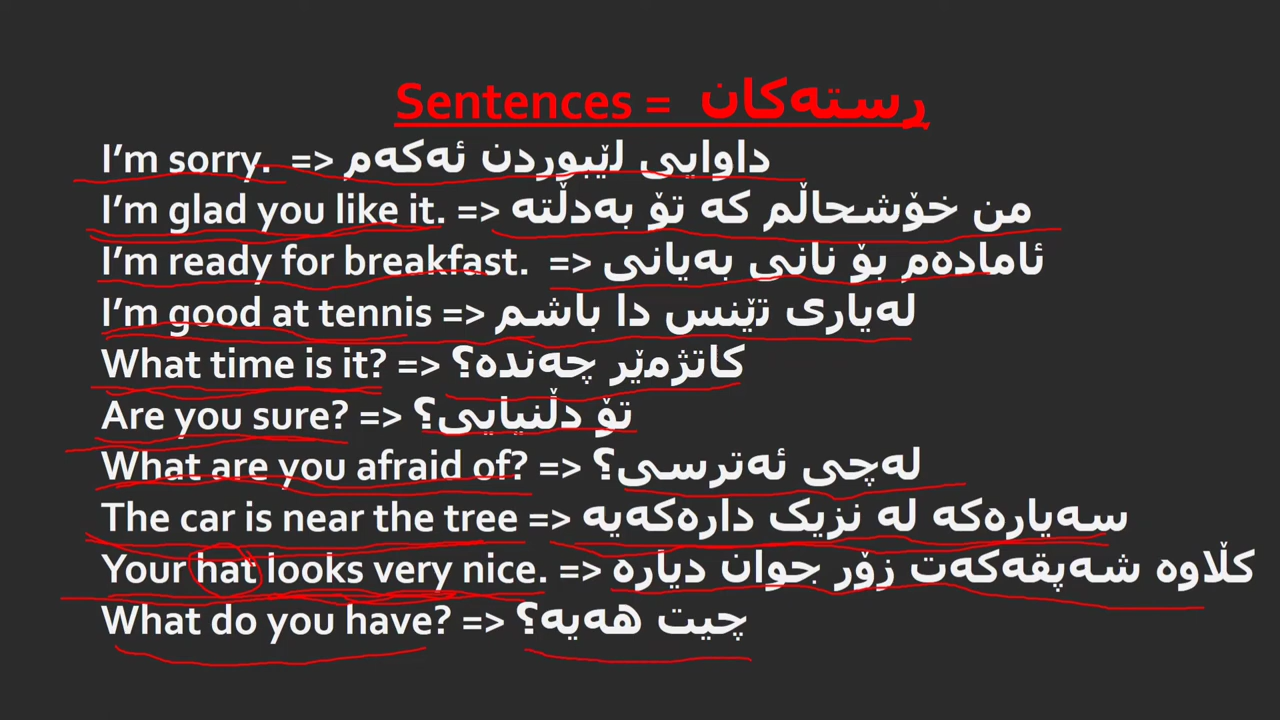 Sentences = ڕستەکان
I’m sorry. => داوایی لێبوردن ئەکەم
I’m glad you like it. => من خۆشحاڵم کە تۆ بەدڵتە
I’m ready for breakfast. => ئامادەم بۆ نانی بەیانی
I’m good at tennis => لەیاری تێنس دا باشم
What time is it? => کاتژمێر چەندە؟
Are you sure? => تۆ دڵنیایی؟
What are you afraid of? => لەچی ئەترسی؟
The car is near the tree => سەیارەکە لە نزیک دارەکەیە
Your hat looks very nice. => کڵاوە شەپقەکەت زۆر جوان دیارە
What do you have? => چیت هەیە؟